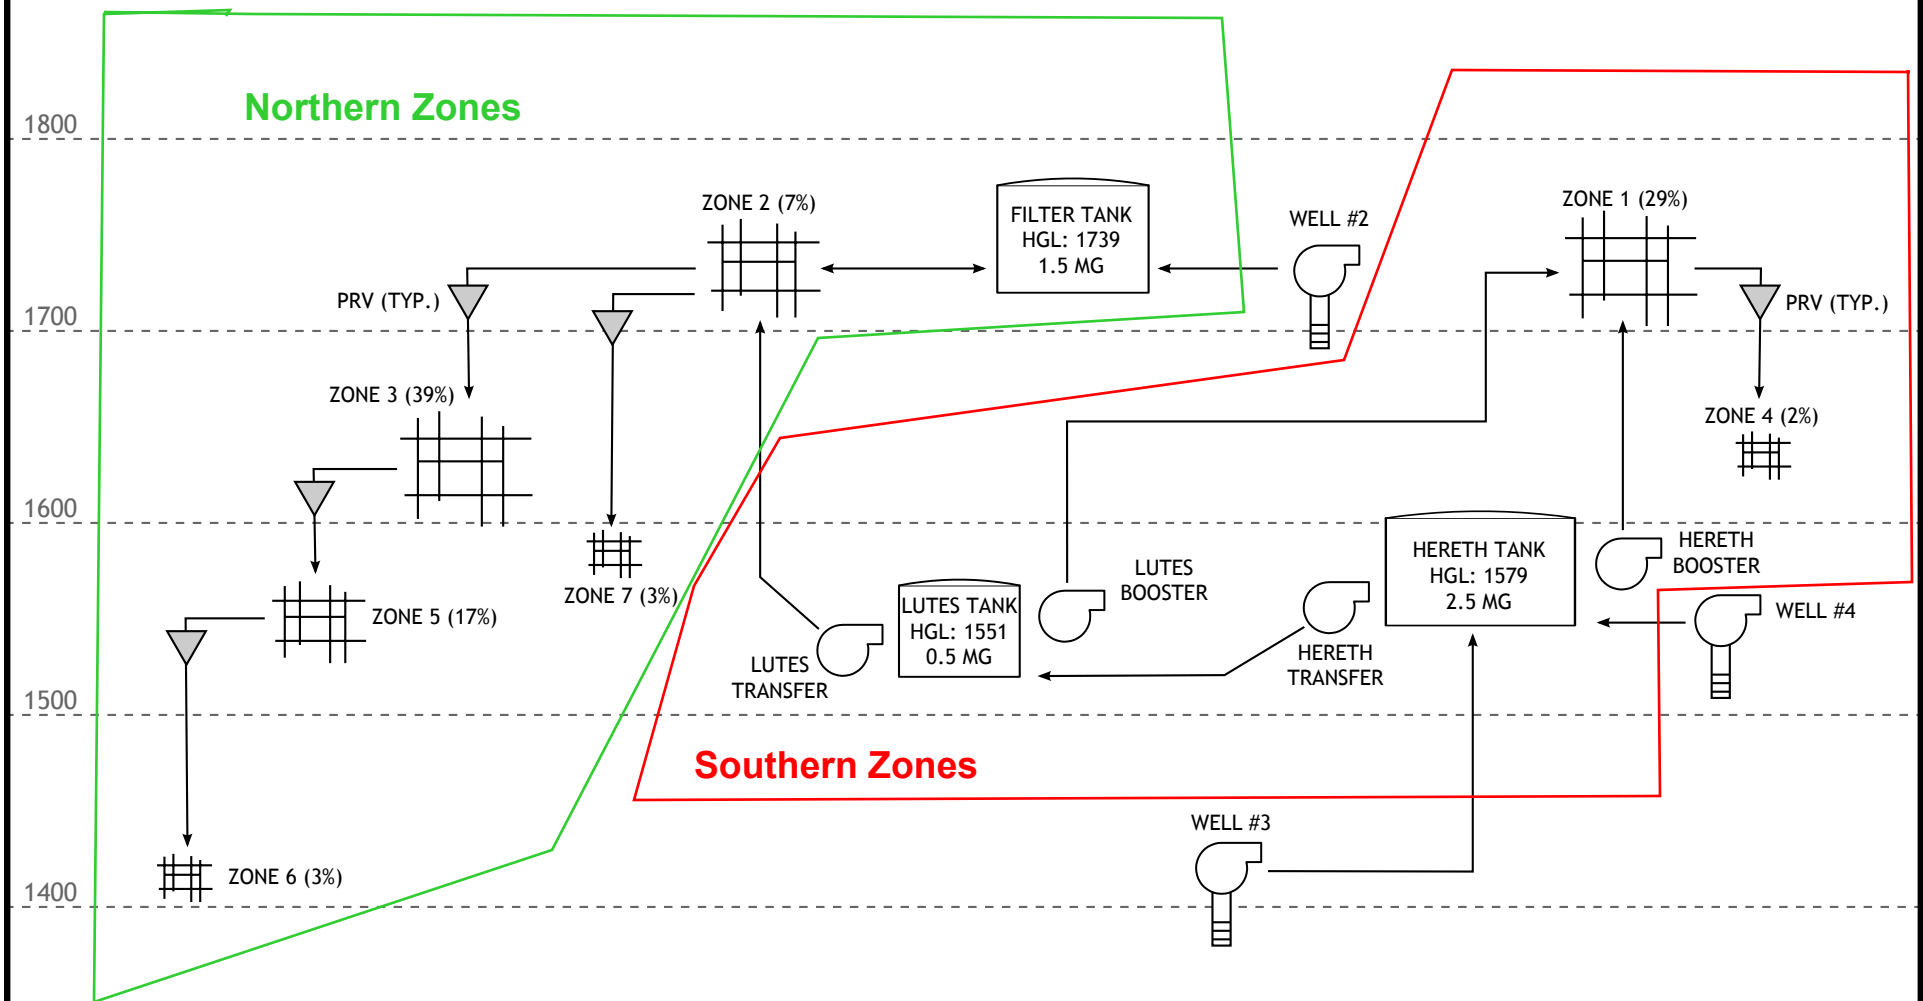 Northern Zones
1800
ZONE 2 (7%)
FILTER TANK
HGL: 1739
1.5 MG
WELL #2
ZONE 1 (29%)
PRV (TYP.)
PRV (TYP.)
1700
ZONE 3 (39%)
ZONE 4 (2%)
1600
HERETH TANK
HGL: 1579
2.5 MG
HERETH
BOOSTER
LUTES
BOOSTER
ZONE 7 (3%)
LUTES TANK
HGL: 1551
0.5 MG
ZONE 5 (17%)
WELL #4
LUTES
TRANSFER
HERETH
TRANSFER
1500
Southern Zones
WELL #3
ZONE 6 (3%)
1400